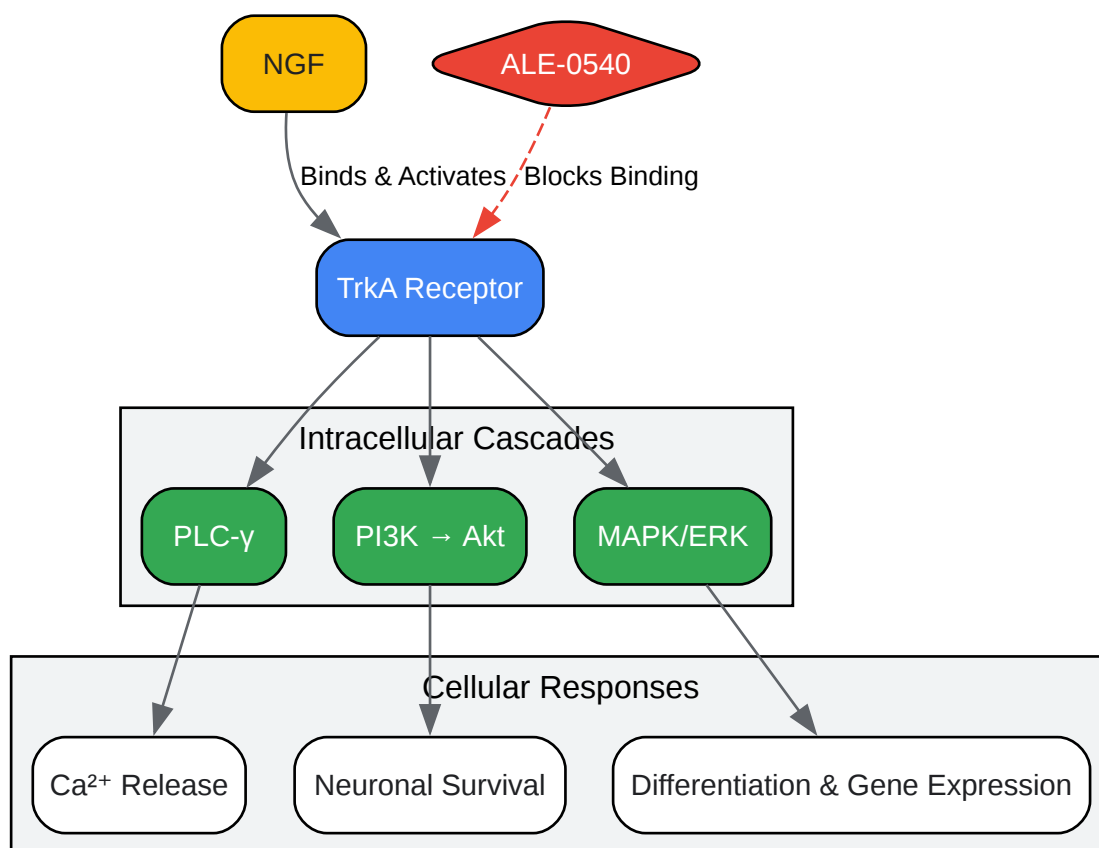 NGF
ALE-0540
Binds & Activates
Blocks Binding
TrkA Receptor
Intracellular Cascades
PLC-γ
PI3K → Akt
MAPK/ERK
Cellular Responses
Ca²⁺ Release
Neuronal Survival
Differentiation & Gene Expression